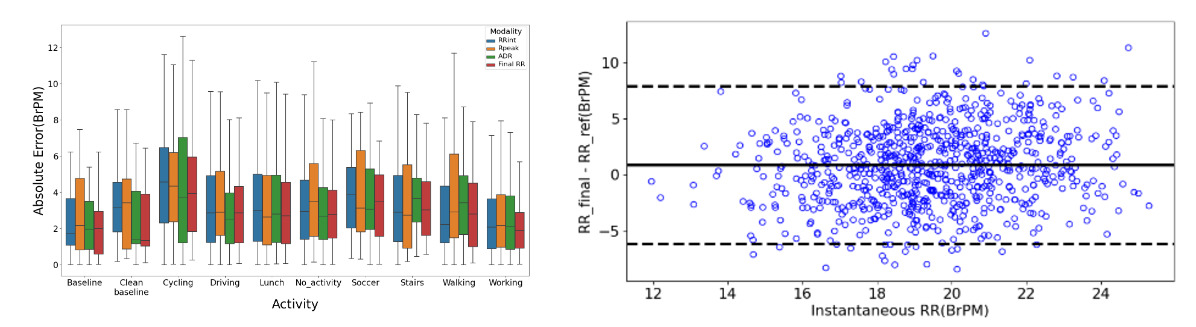 Modality
RRint
Rpeak
ADR
Final RR
12
10
8
6
4
2
0
Absolute Error(BrPM)
Baseline Clean baseline Cycling Driving Lunch No_activity Soccer Stairs Walking Working
Activity
10
5
0
−5
RR_final - RR_ref(BrPM)
12 14 16 18 20 22 24
Instantaneous RR(BrPM)